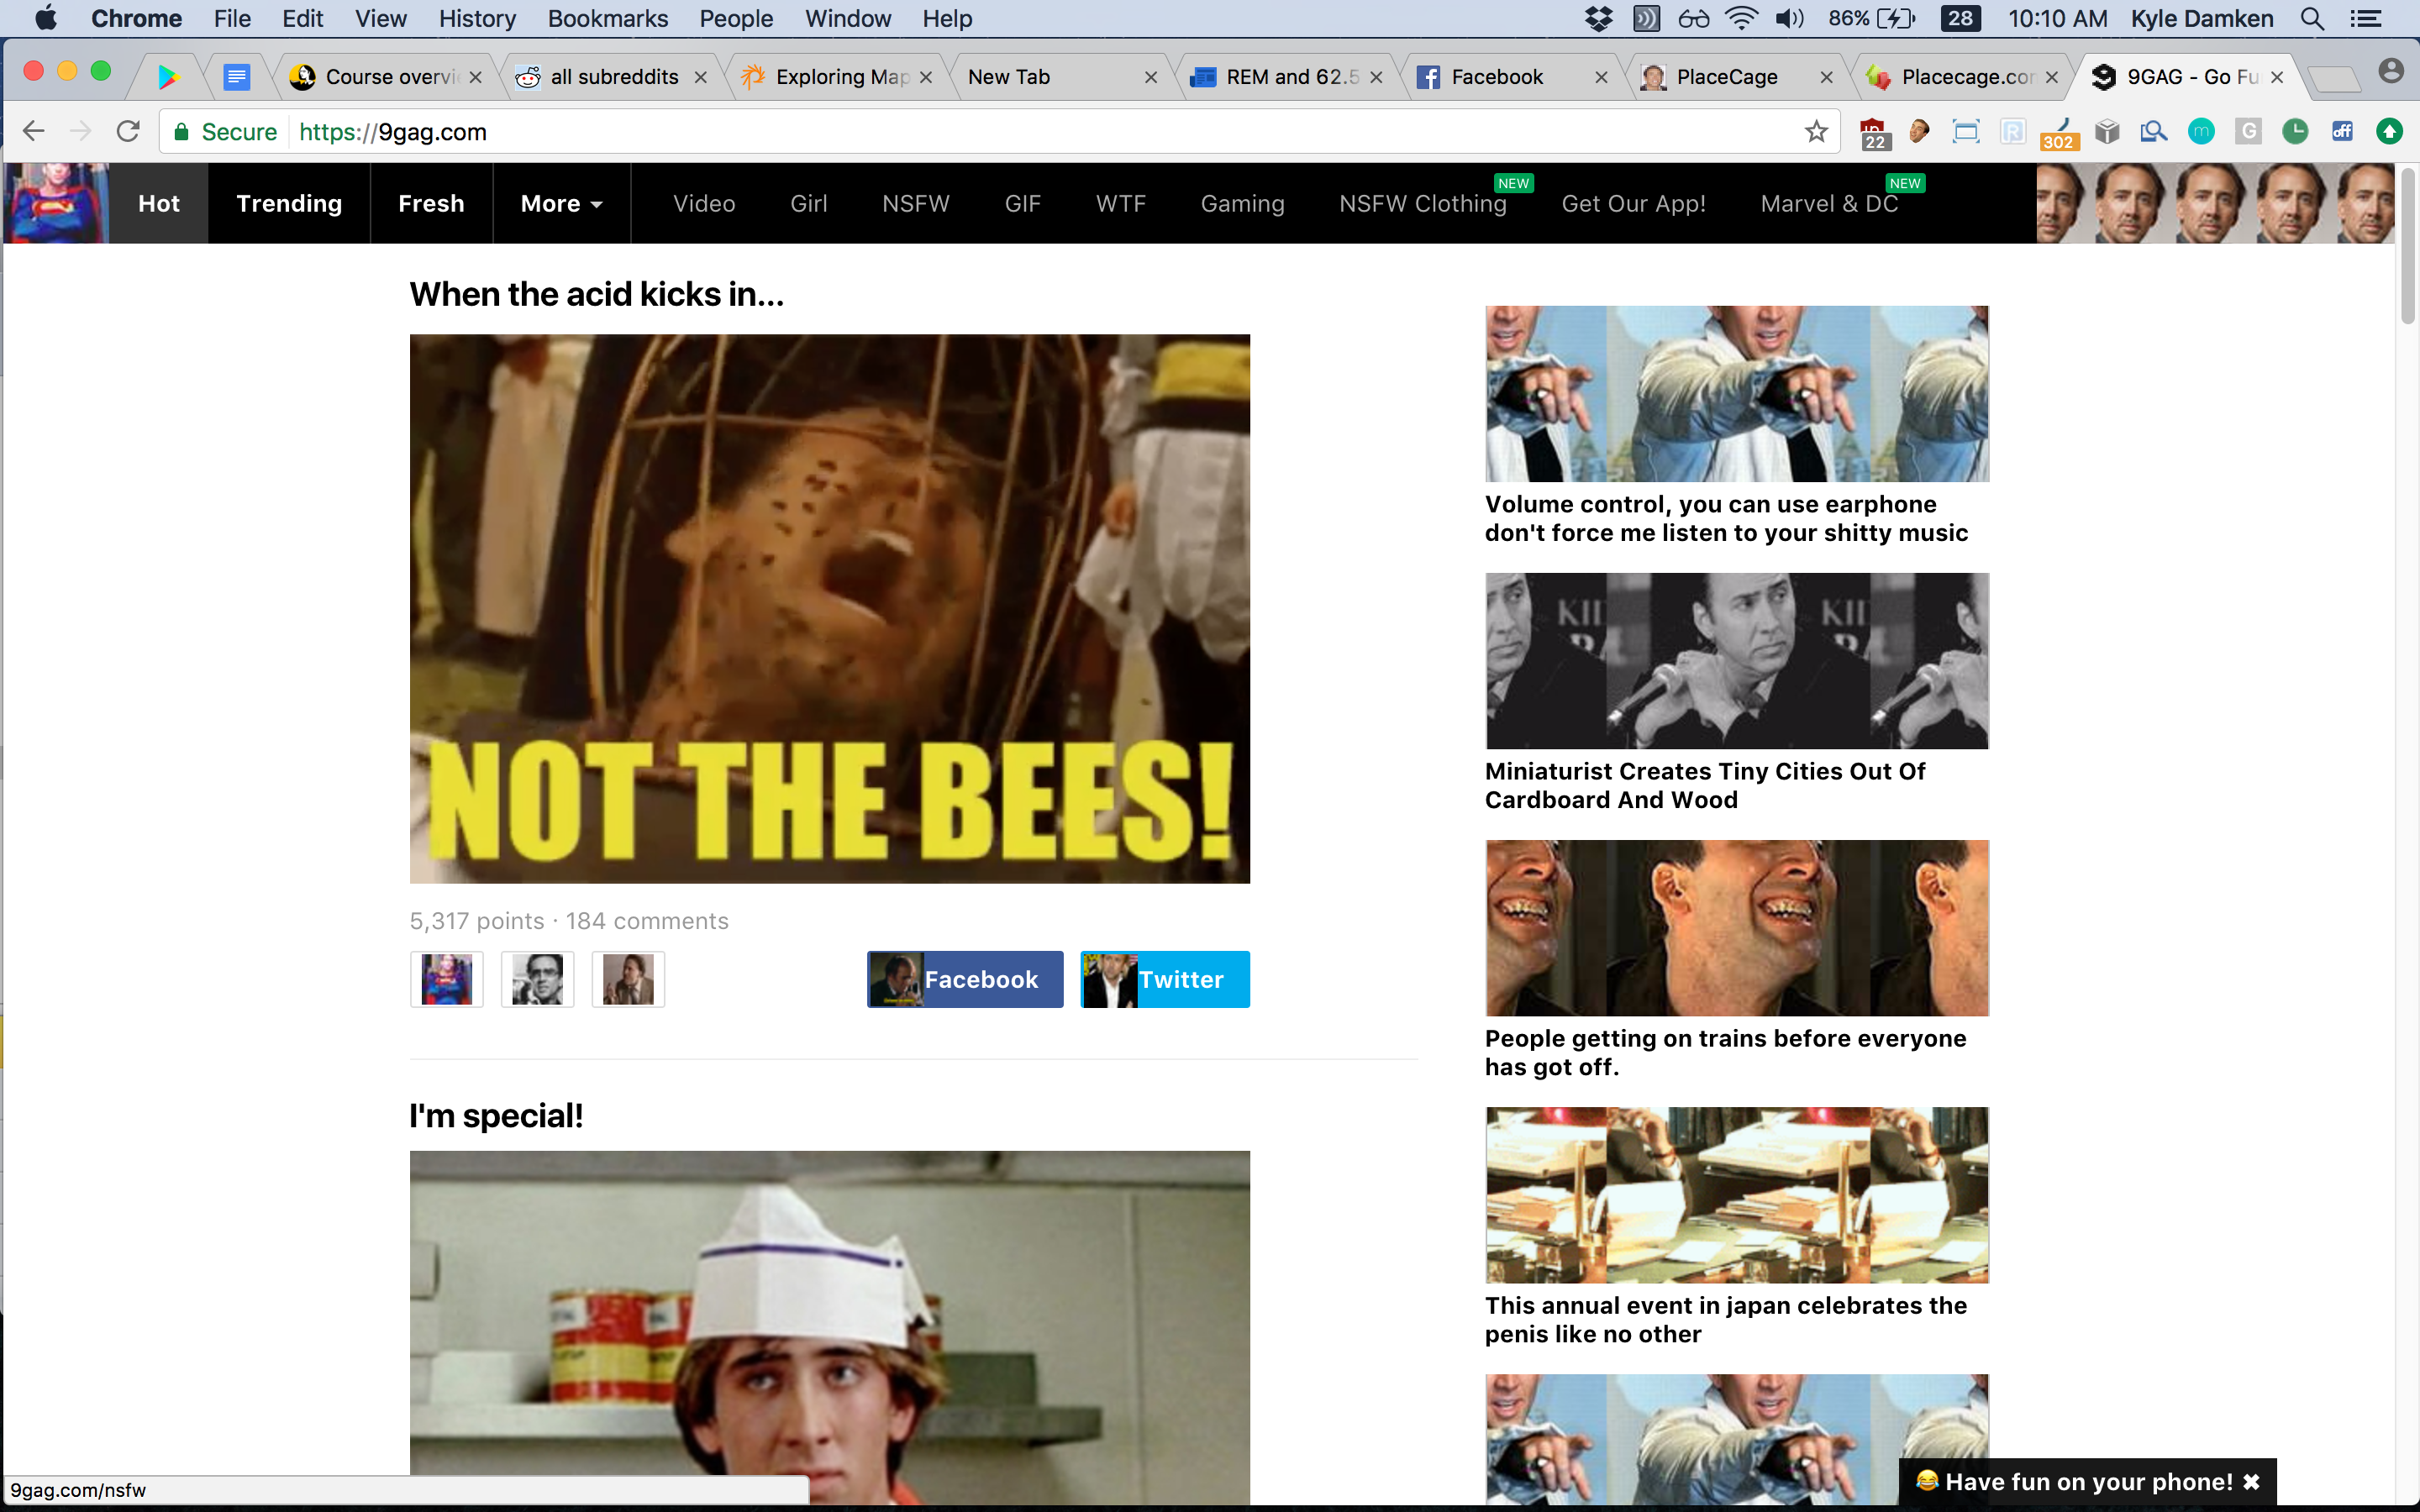 Chrome File Edit View History Bookmarks People Window Help 86% 28 10:10 AM Kyle Damken
Course overvi all subreddits Exploring Map New Tab REM and 62.5 Facebook PlaceCage Placecage.com 9GAG - Go Fu
Secure https://9gag.com 22 302 m G off
Hot Trending Fresh More Video Girl NSFW GIF WTF Gaming NSFW Clothing NEW Get Our App! Marvel & DC NEW
When the acid kicks in...
NOT THE BEES!
5,317 points · 184 comments
Facebook Twitter
I'm special!
Volume control, you can use earphone
don't force me listen to your shitty music
Miniaturist Creates Tiny Cities Out Of
Cardboard And Wood
People getting on trains before everyone
has got off.
This annual event in japan celebrates the
penis like no other
😂 Have fun on your phone! ✖
9gag.com/nsfw